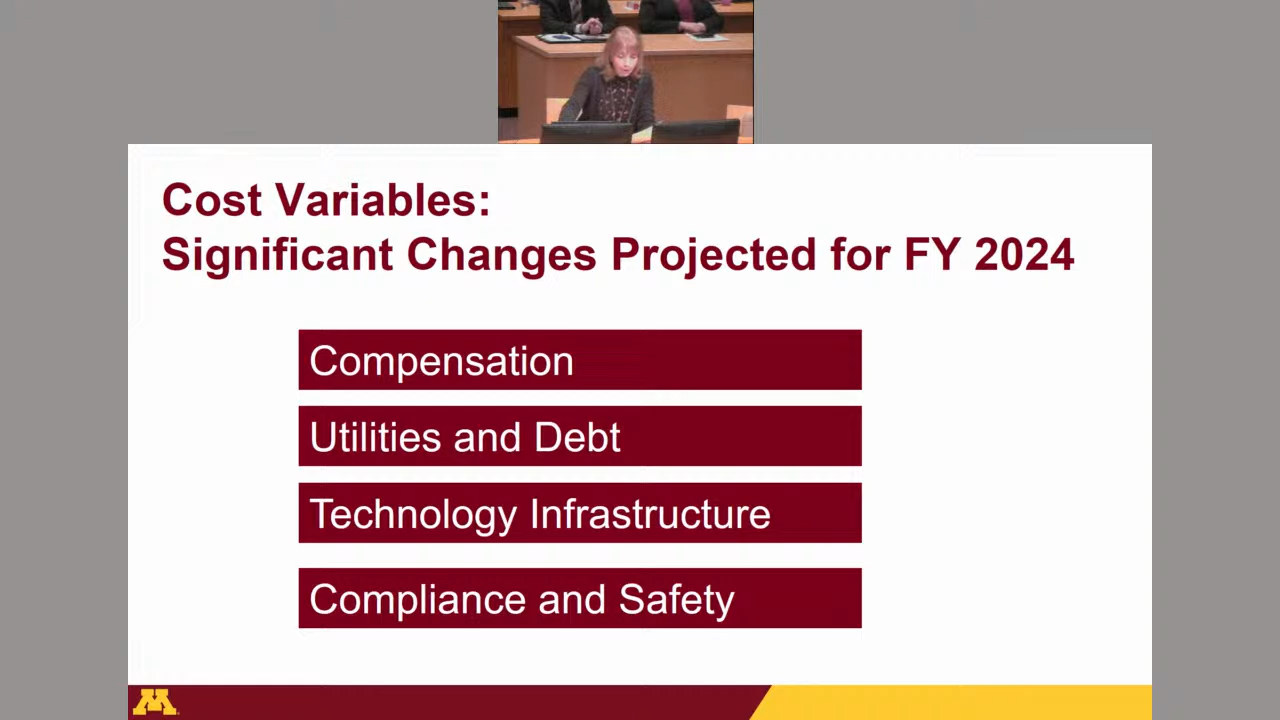 Cost Variables:
Significant Changes Projected for FY 2024
Compensation
Utilities and Debt
Technology Infrastructure
Compliance and Safety
M